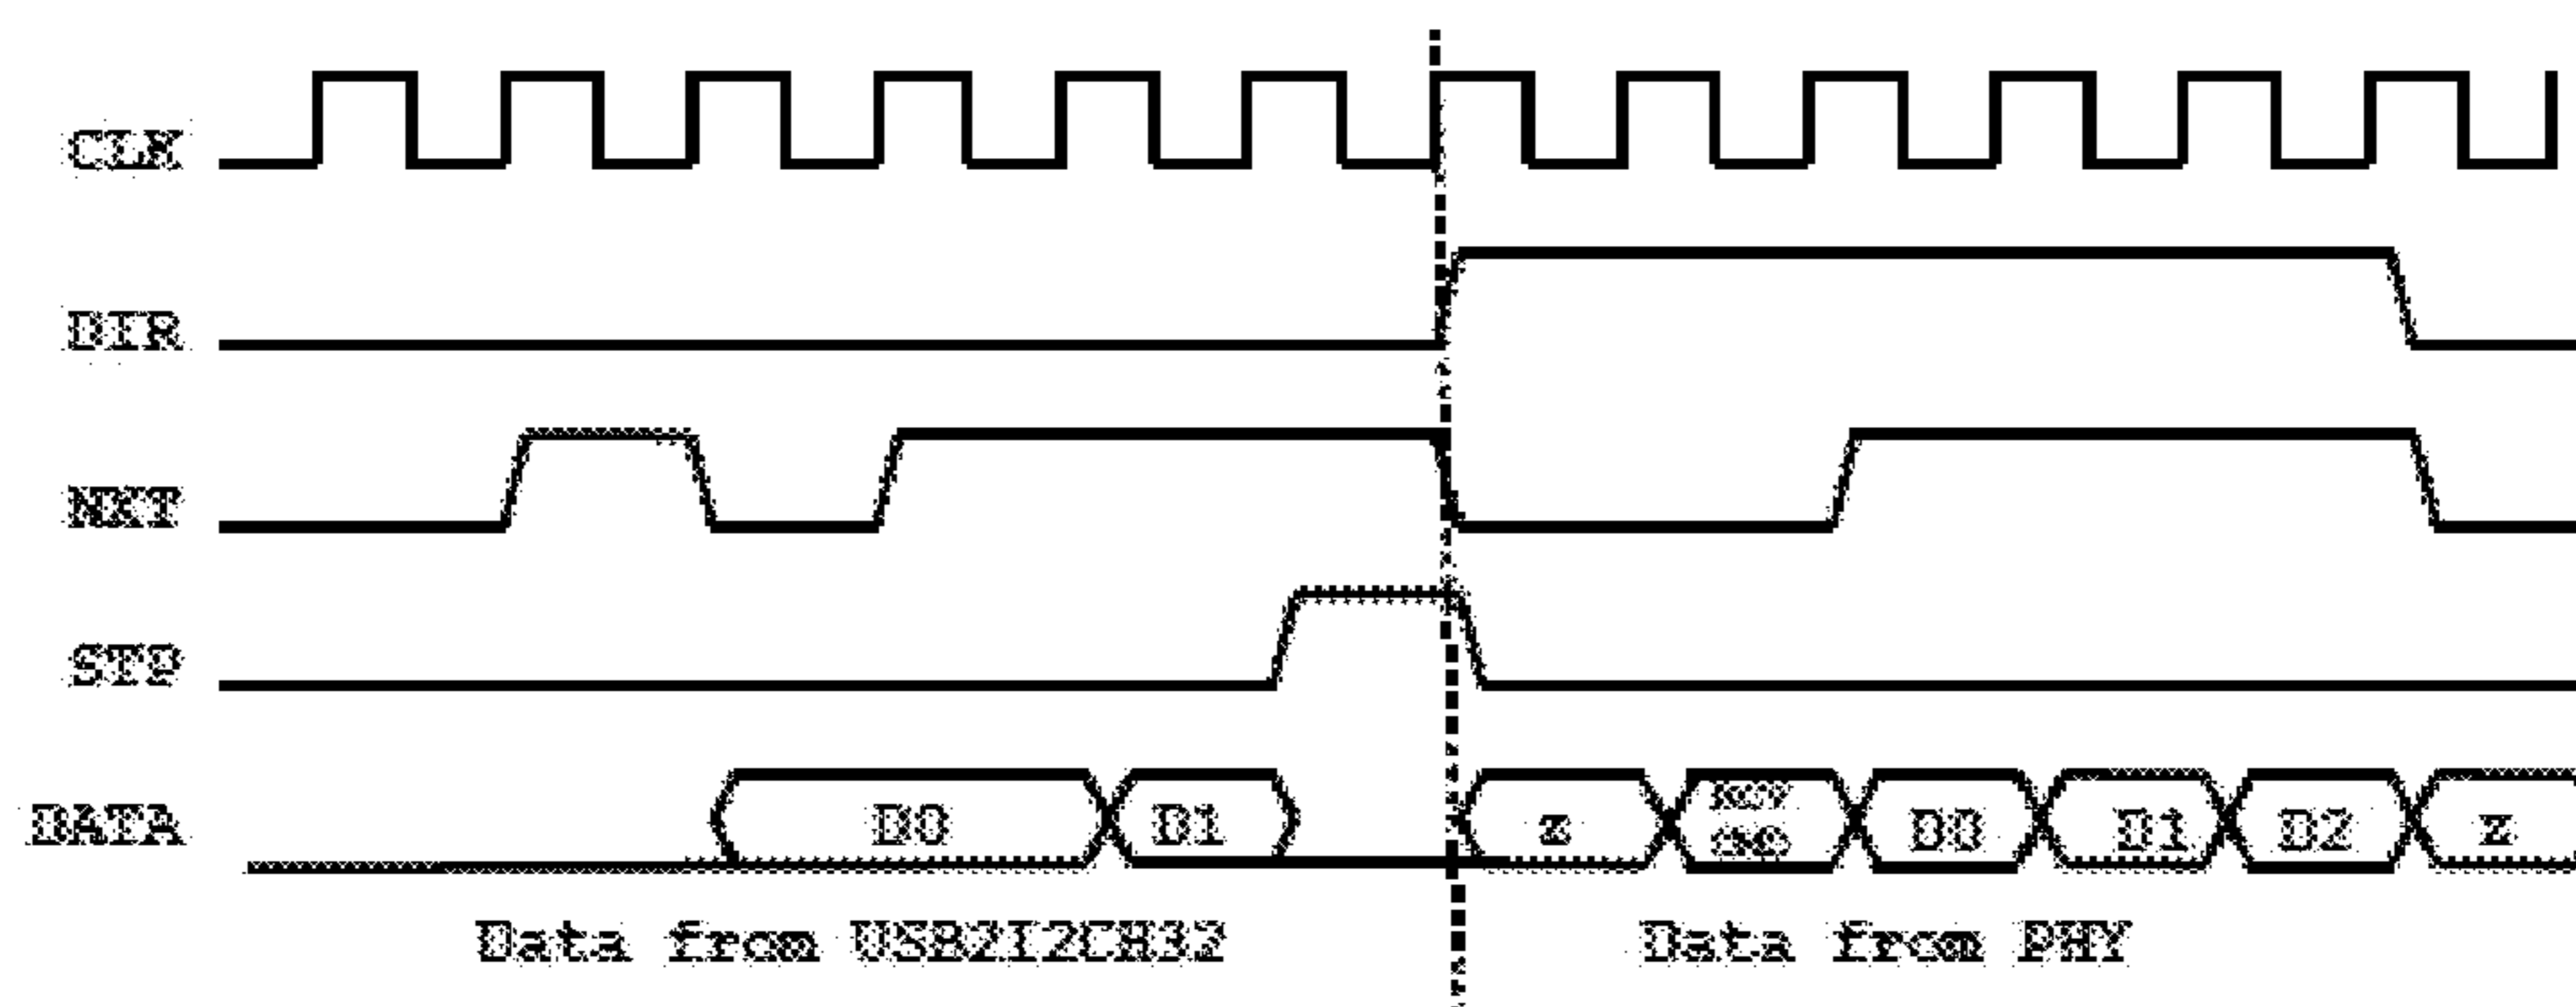 CLK
DIR
NXT
STP
DATA D0 D1 z D0 D1 D2 z
Data from USB2I2CH32 Data from PHY